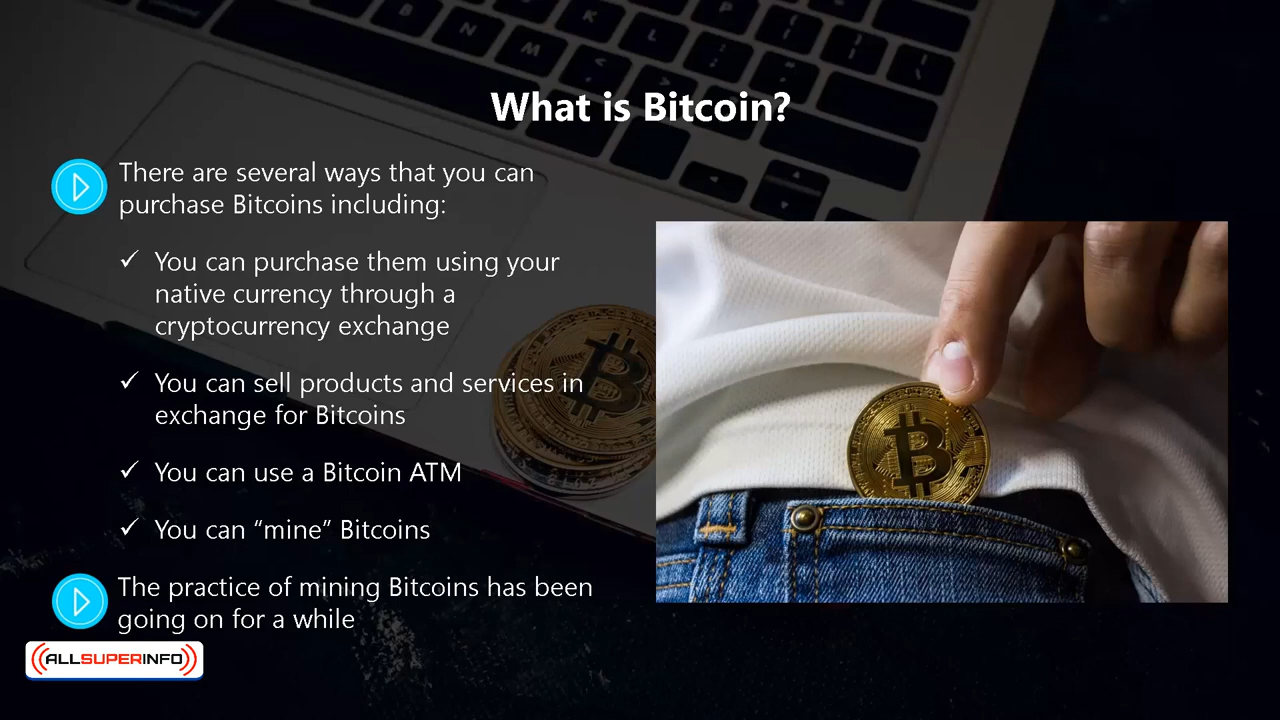 What is Bitcoin?
There are several ways that you can
purchase Bitcoins including:
✓ You can purchase them using your
native currency through a
cryptocurrency exchange
✓ You can sell products and services in
exchange for Bitcoins
✓ You can use a Bitcoin ATM
✓ You can “mine” Bitcoins
The practice of mining Bitcoins has been
going on for a while
ALLSUPERINFO